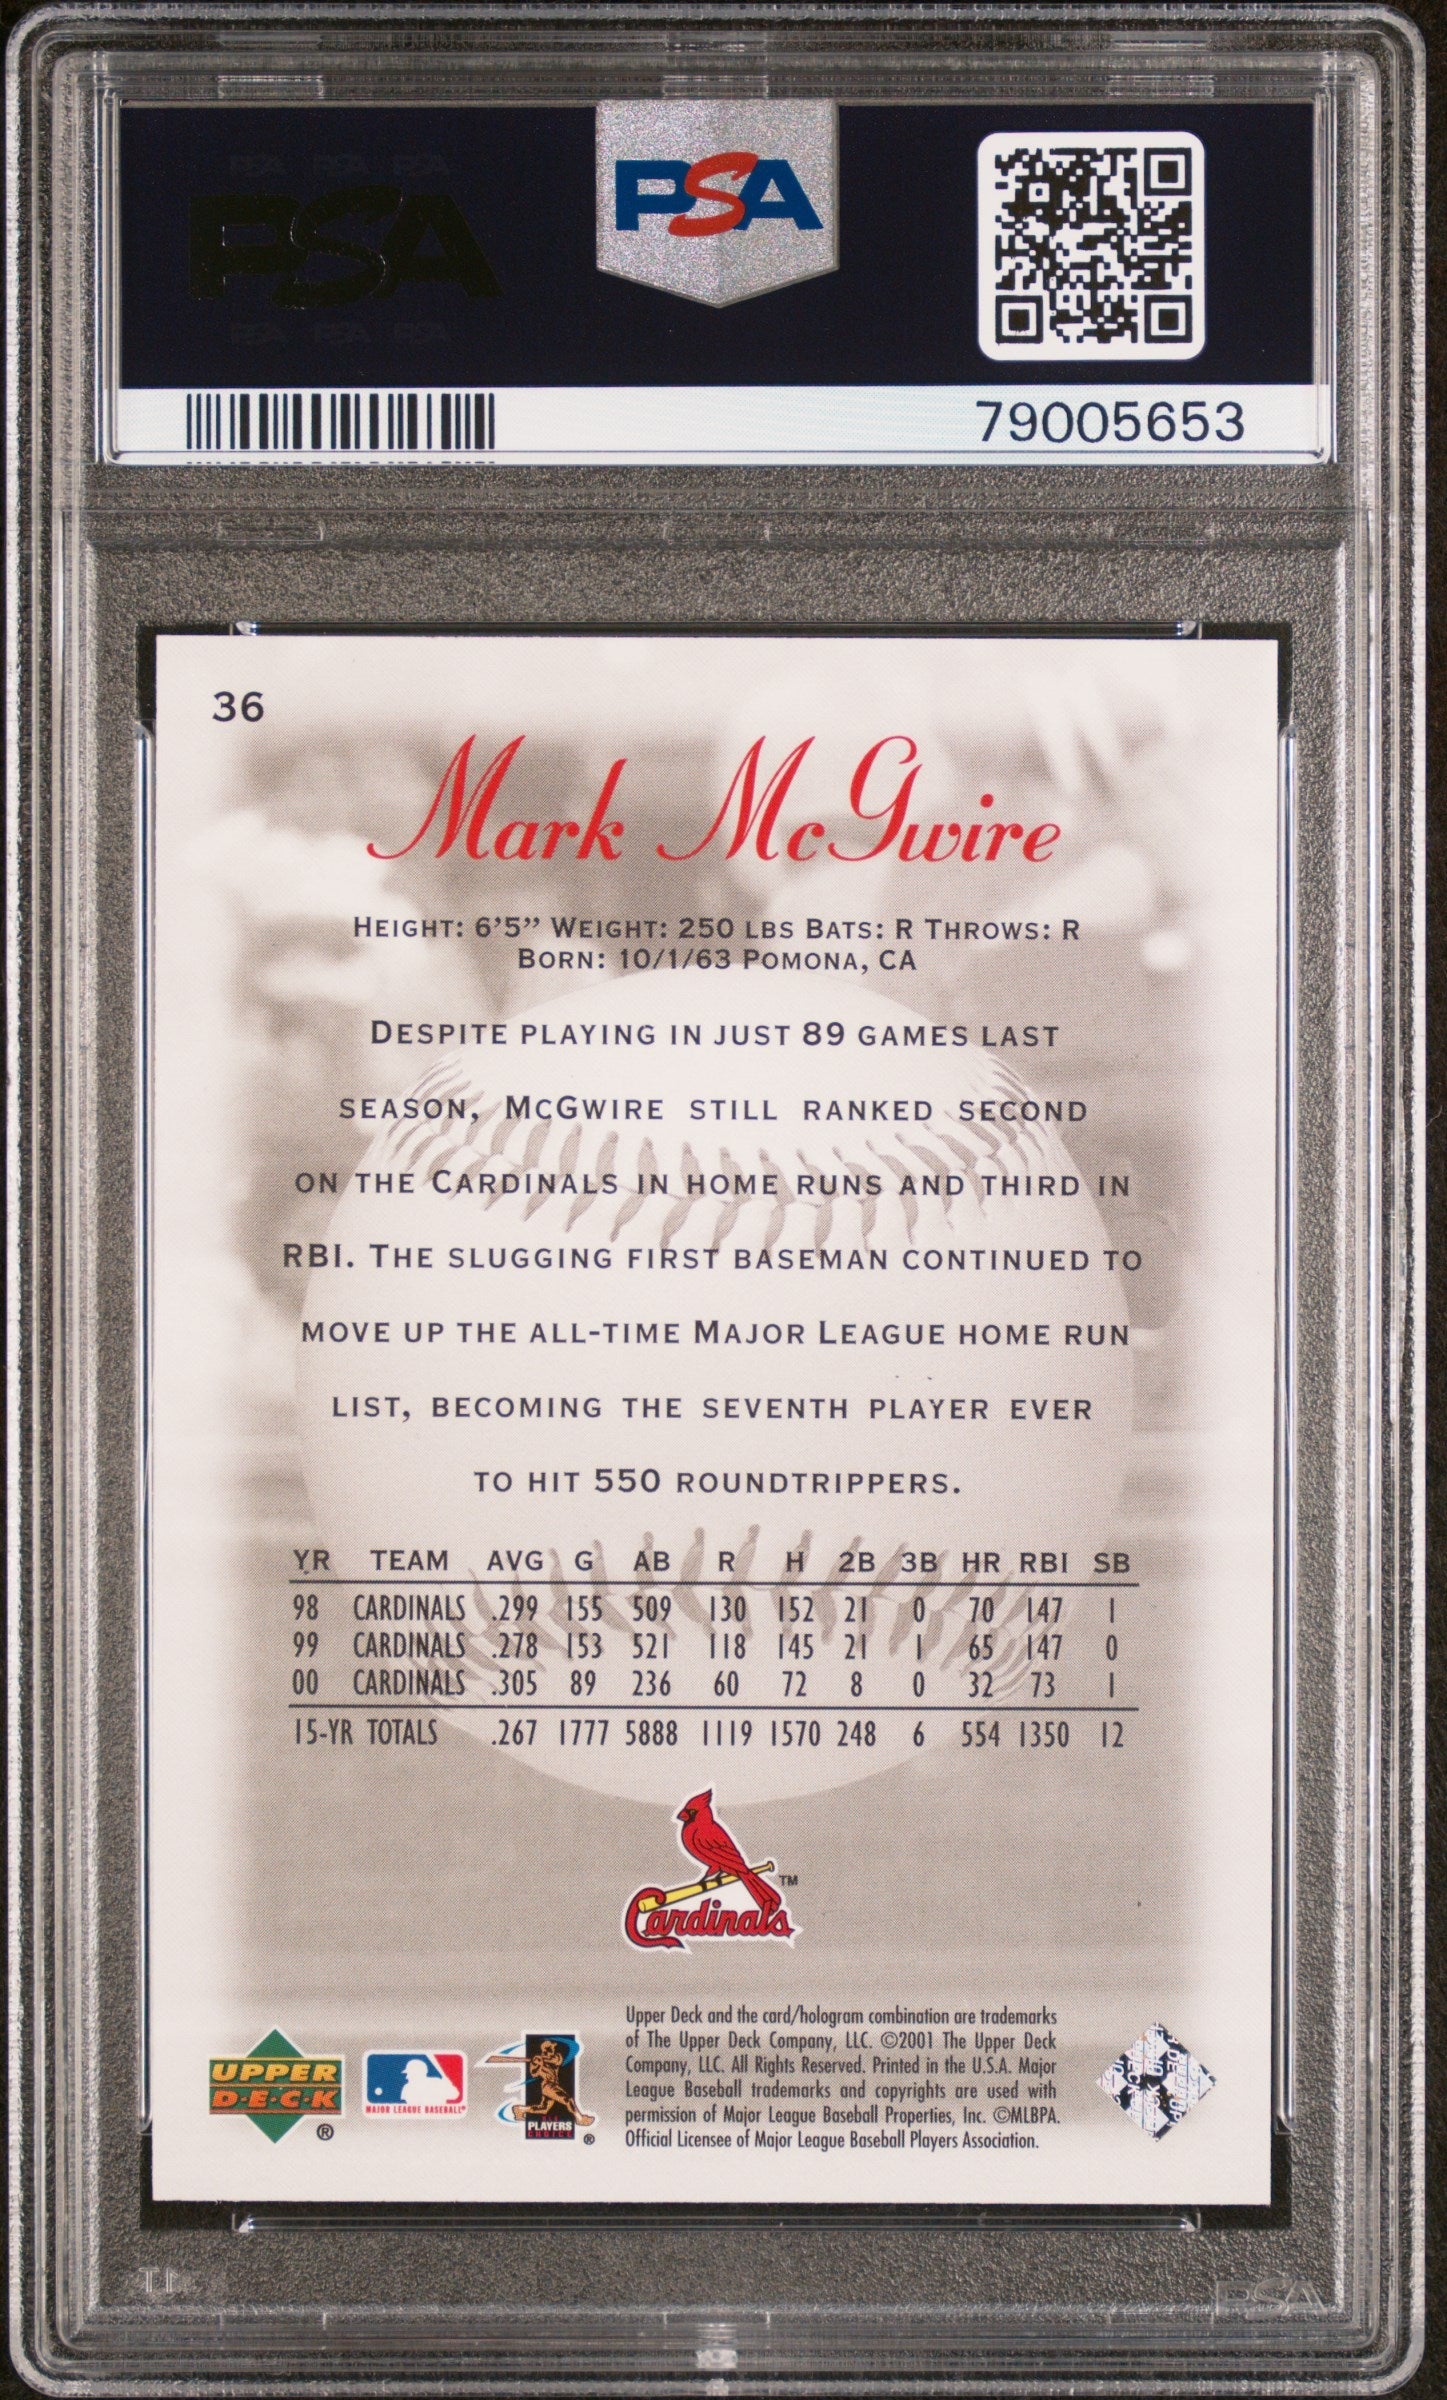 PSA
PSA
79005653
36
Mark McGwire
HEIGHT: 6'5" WEIGHT: 250 LBS BATS: R THROWS: R
BORN: 10/1/63 POMONA, CA
DESPITE PLAYING IN JUST 89 GAMES LAST
SEASON, MCGWIRE STILL RANKED SECOND
ON THE CARDINALS IN HOME RUNS AND THIRD IN
RBI. THE SLUGGING FIRST BASEMAN CONTINUED TO
MOVE UP THE ALL-TIME MAJOR LEAGUE HOME RUN
LIST, BECOMING THE SEVENTH PLAYER EVER
TO HIT 550 ROUNDTRIPPERS.
YR TEAM AVG G AB R H 2B 3B HR RBI SB
98 CARDINALS .299 155 509 130 152 21 0 70 147 1
99 CARDINALS .278 153 521 118 145 21 1 65 147 0
00 CARDINALS .305 89 236 60 72 8 0 32 73 1
15-YR TOTALS .267 1777 5888 1119 1570 248 6 554 1350 12
Cardinals TM
UPPER
D·E·C·K ®
MAJOR LEAGUE BASEBALL®
PLAYERS
CHOICE ®
Upper Deck and the card/hologram combination are trademarks
of The Upper Deck Company, LLC. ©2001 The Upper Deck
Company, LLC. All Rights Reserved. Printed in the U.S.A. Major
League Baseball trademarks and copyrights are used with
permission of Major League Baseball Properties, Inc. ©MLBPA.
Official Licensee of Major League Baseball Players Association.
PSA